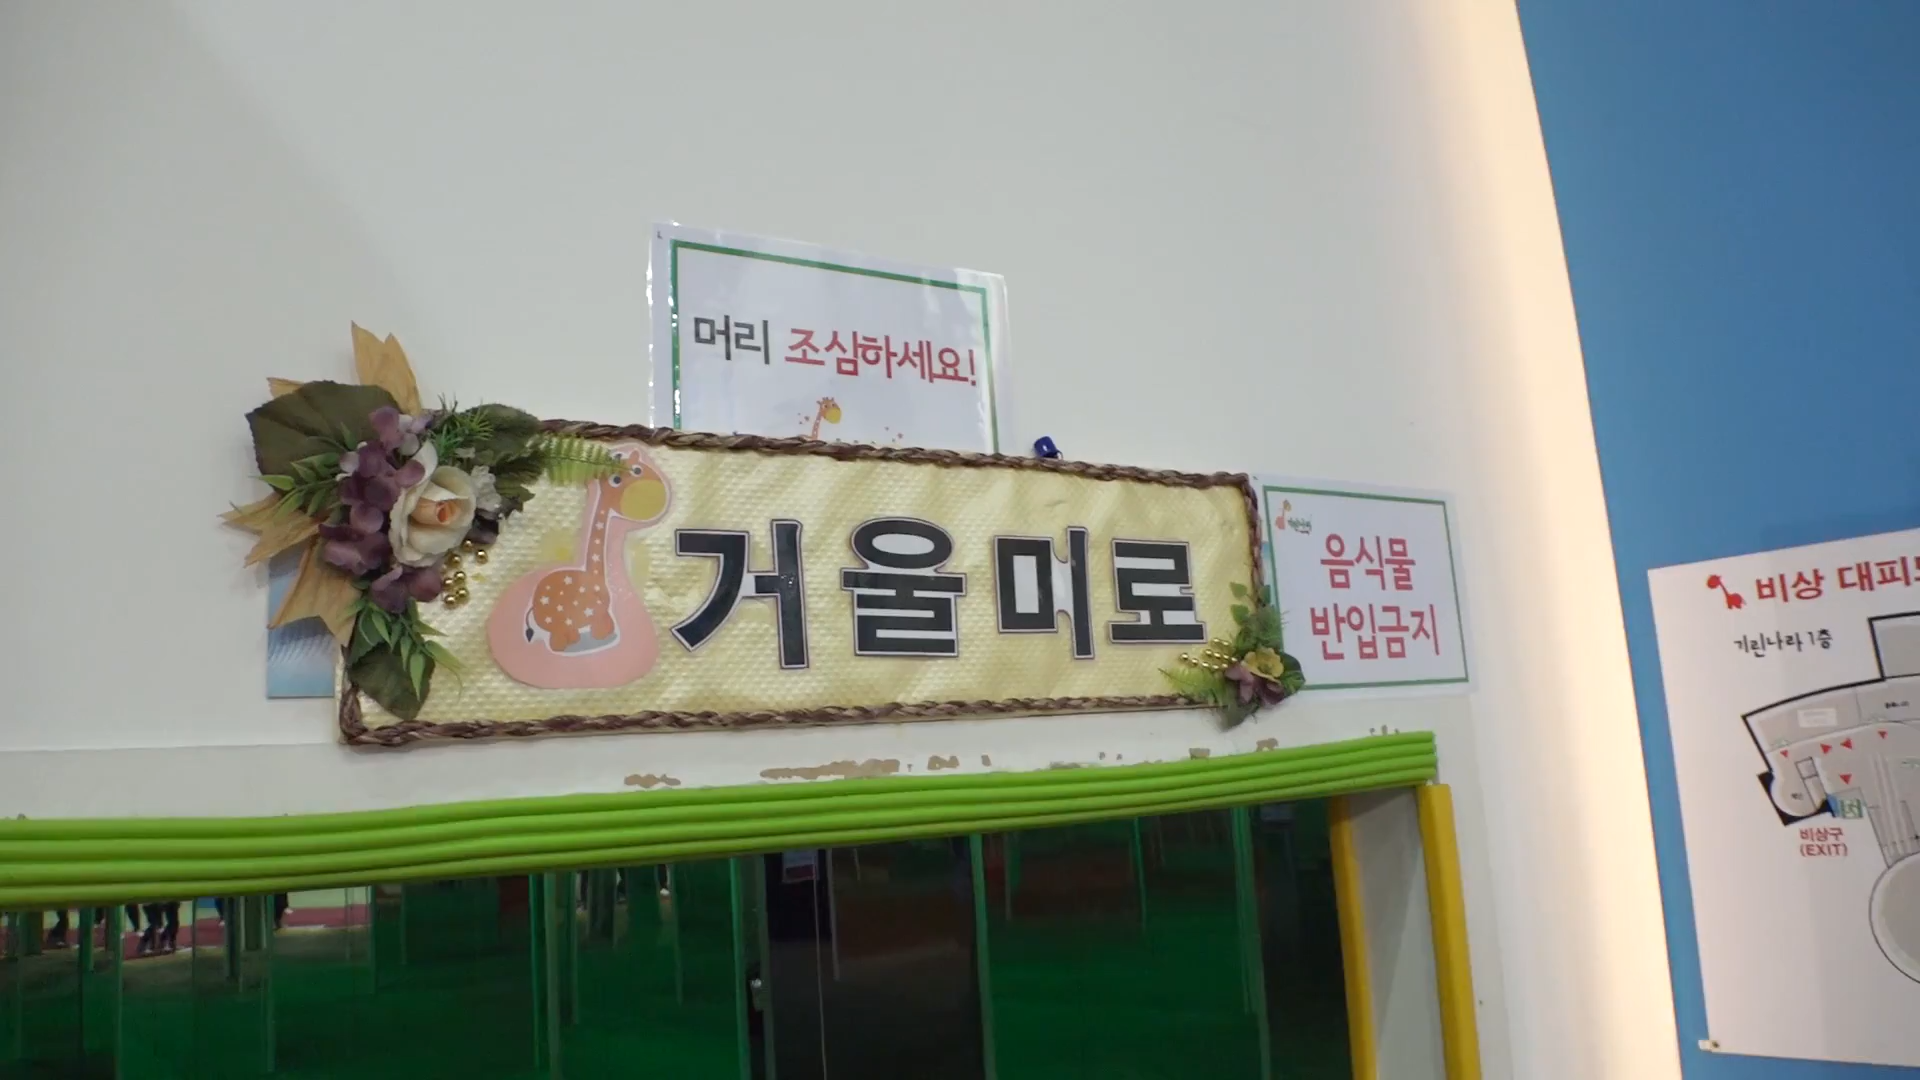 머리 조심하세요!
거울미로
음식물
반입금지
비상 대피
기린나라 1층
비상구
(EXIT)